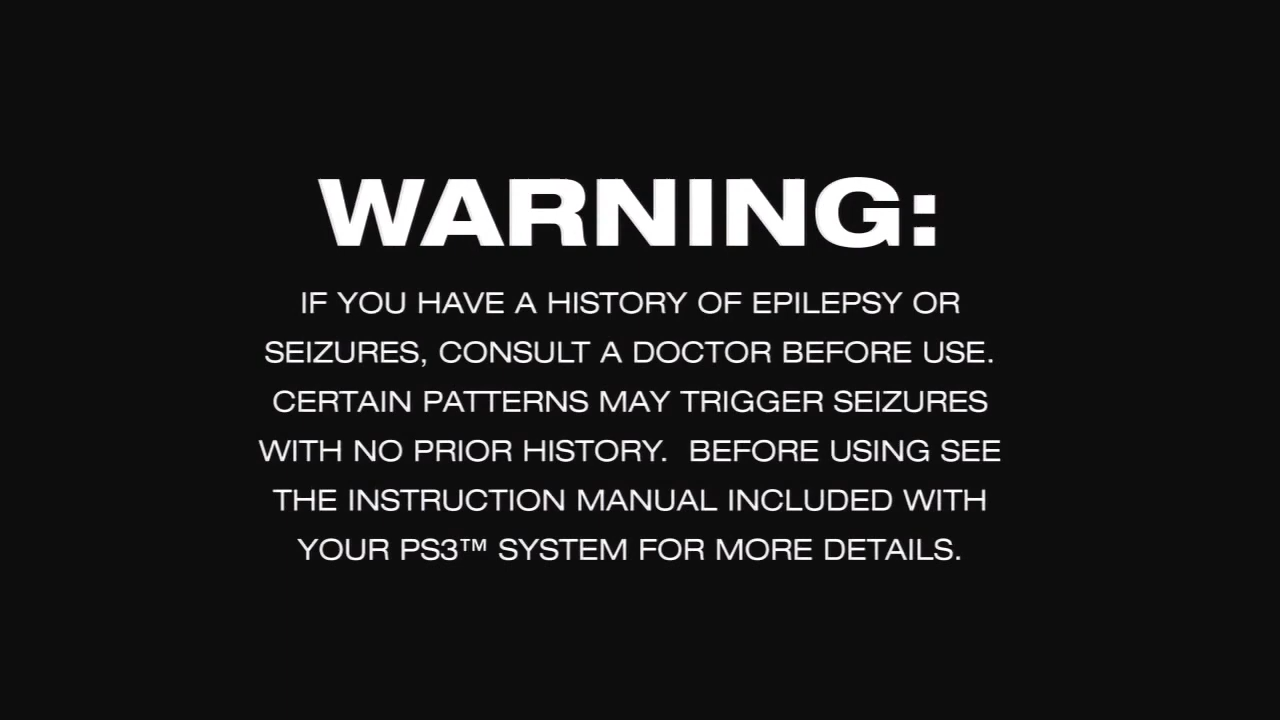 WARNING:
IF YOU HAVE A HISTORY OF EPILEPSY OR
SEIZURES, CONSULT A DOCTOR BEFORE USE.
CERTAIN PATTERNS MAY TRIGGER SEIZURES
WITH NO PRIOR HISTORY.  BEFORE USING SEE
THE INSTRUCTION MANUAL INCLUDED WITH
YOUR PS3™ SYSTEM FOR MORE DETAILS.